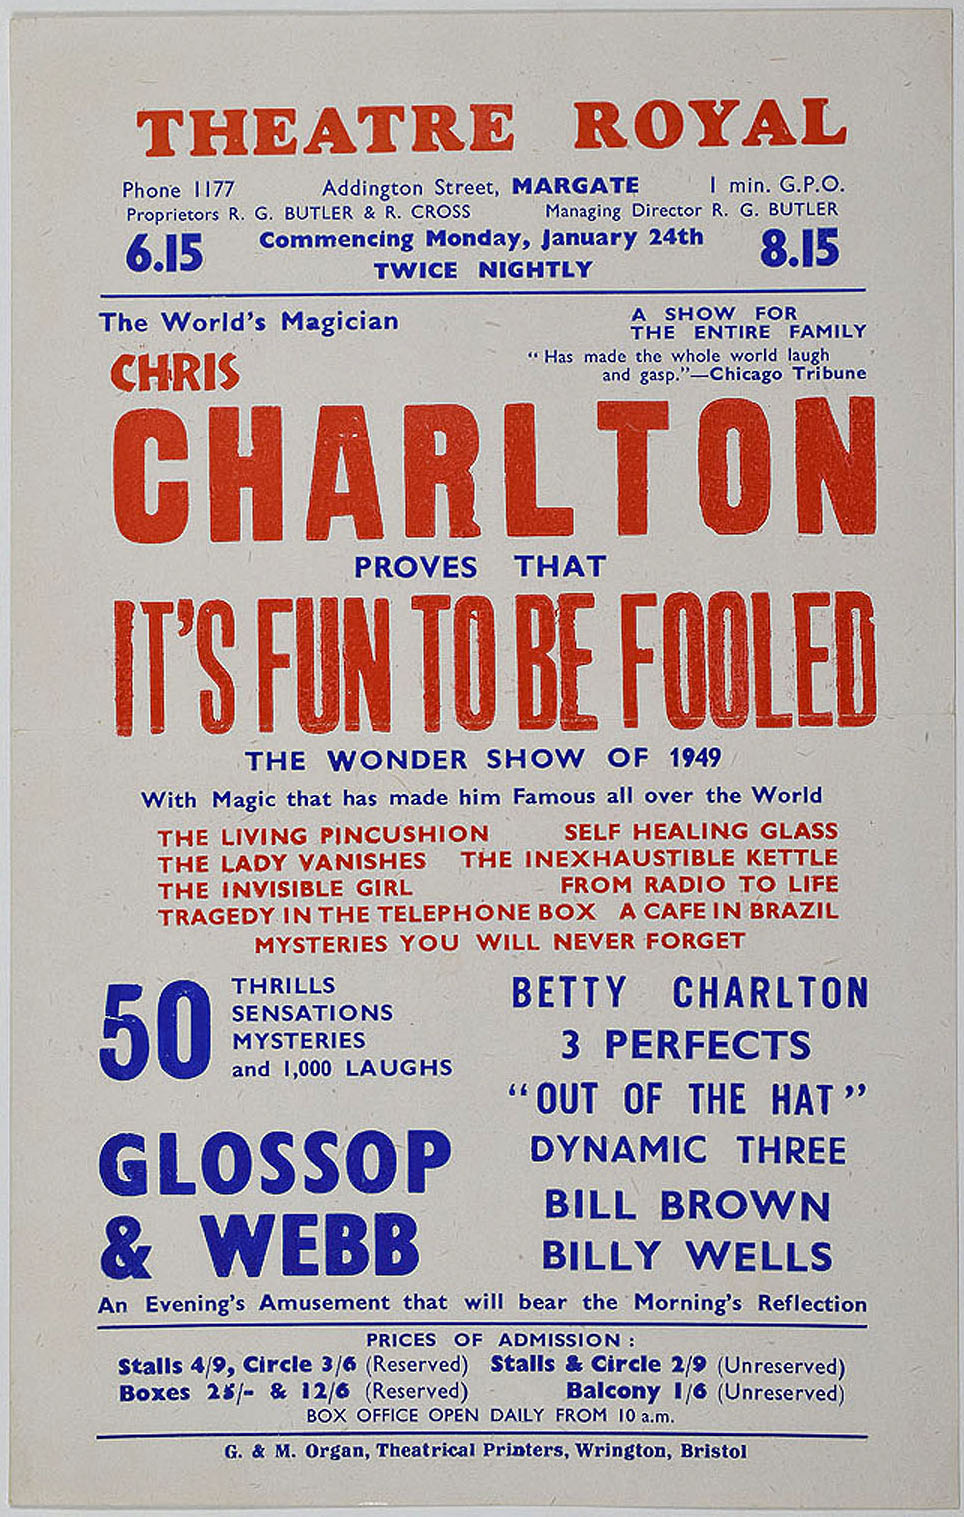 THEATRE ROYAL
Phone 1177 Addington Street, MARGATE 1 min. G.P.O.
Proprietors R. G. BUTLER & R. CROSS Managing Director R. G. BUTLER
6.15 Commencing Monday, January 24th 8.15
TWICE NIGHTLY
The World's Magician
A SHOW FOR
THE ENTIRE FAMILY
"Has made the whole world laugh
and gasp."—Chicago Tribune
CHRIS
CHARLTON
PROVES THAT
IT'S FUN TO BE FOOLED
THE WONDER SHOW OF 1949
With Magic that has made him Famous all over the World
THE LIVING PINCUSHION SELF HEALING GLASS
THE LADY VANISHES THE INEXHAUSTIBLE KETTLE
THE INVISIBLE GIRL FROM RADIO TO LIFE
TRAGEDY IN THE TELEPHONE BOX A CAFE IN BRAZIL
MYSTERIES YOU WILL NEVER FORGET
50
THRILLS
SENSATIONS
MYSTERIES
and 1,000 LAUGHS
GLOSSOP
& WEBB
BETTY CHARLTON
3 PERFECTS
"OUT OF THE HAT"
DYNAMIC THREE
BILL BROWN
BILLY WELLS
An Evening's Amusement that will bear the Morning's Reflection
PRICES OF ADMISSION :
Stalls 4/9, Circle 3/6 (Reserved) Stalls & Circle 2/9 (Unreserved)
Boxes 25/- & 12/6 (Reserved) Balcony 1/6 (Unreserved)
BOX OFFICE OPEN DAILY FROM 10 a.m.
G. & M. Organ, Theatrical Printers, Wrington, Bristol